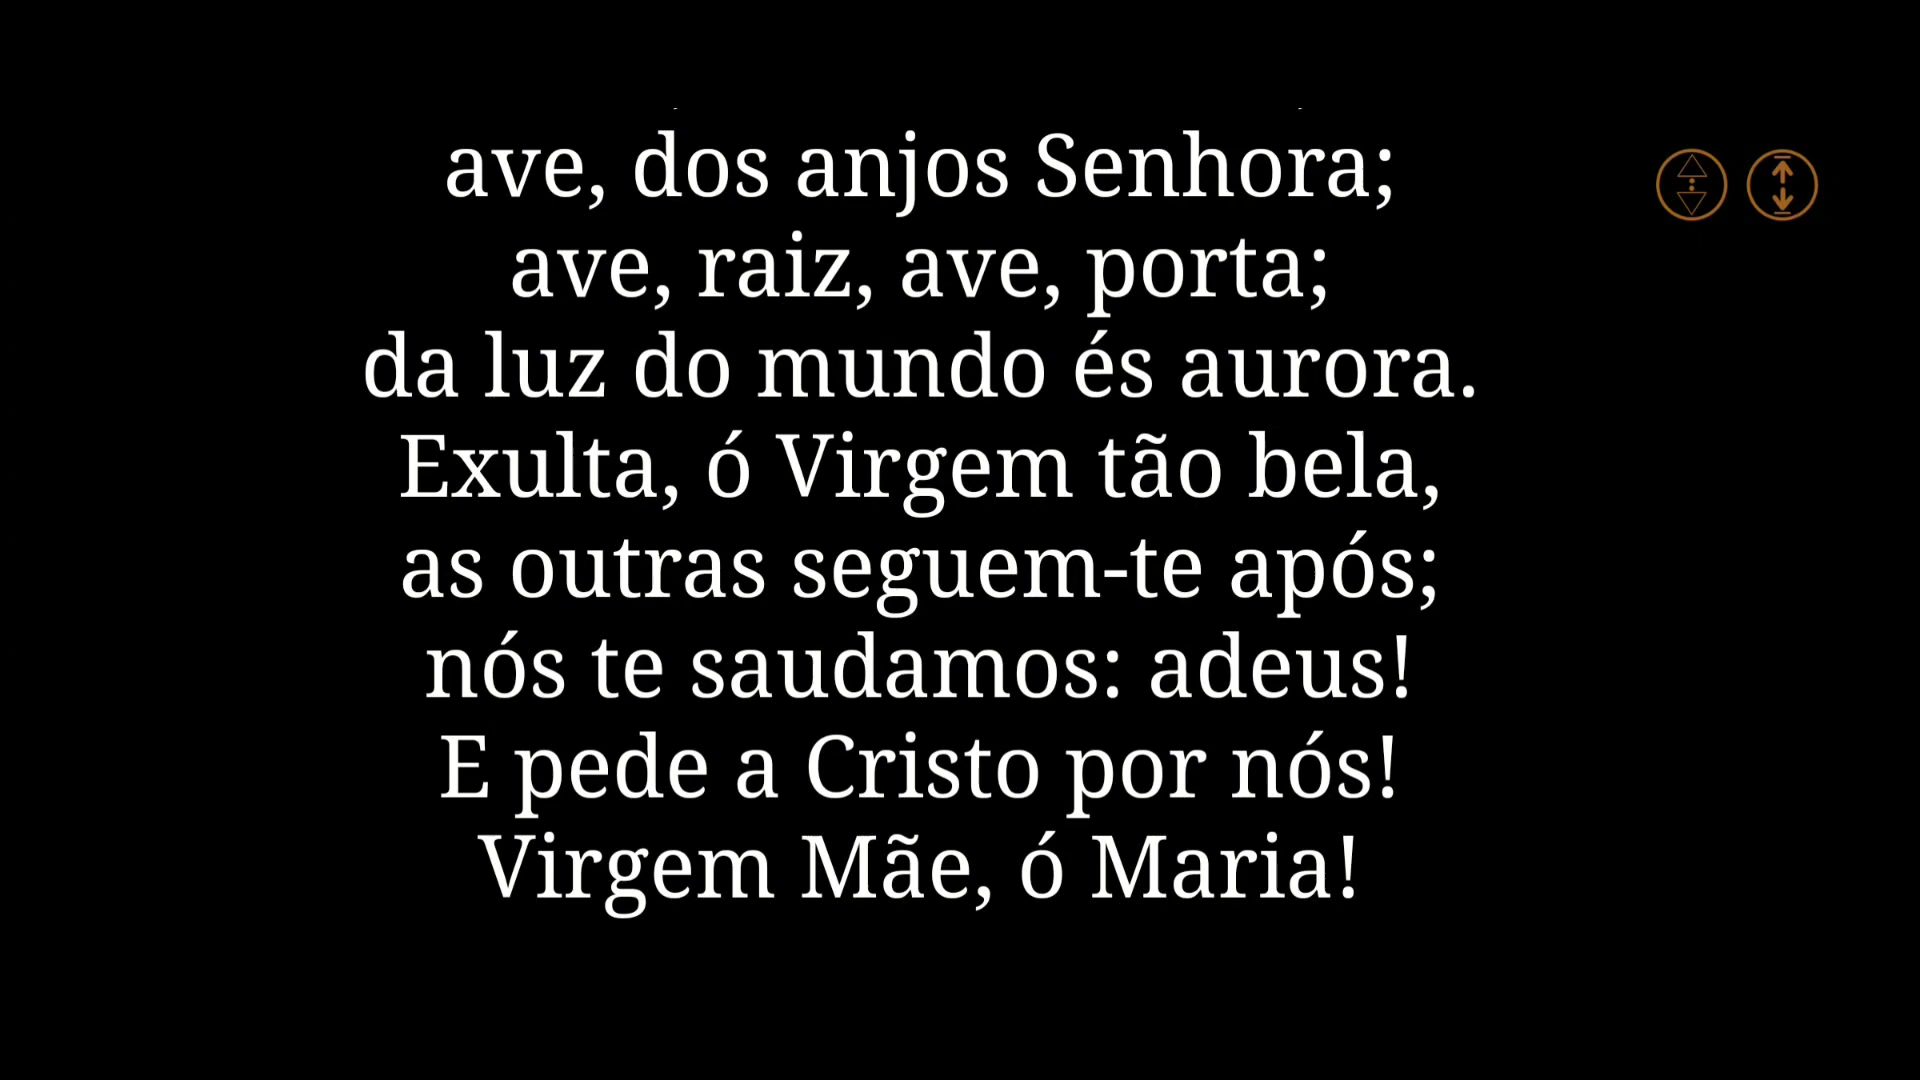 ave, dos anjos Senhora;
ave, raiz, ave, porta;
da luz do mundo és aurora.
Exulta, ó Virgem tão bela,
as outras seguem-te após;
nós te saudamos: adeus!
E pede a Cristo por nós!
Virgem Mãe, ó Maria!